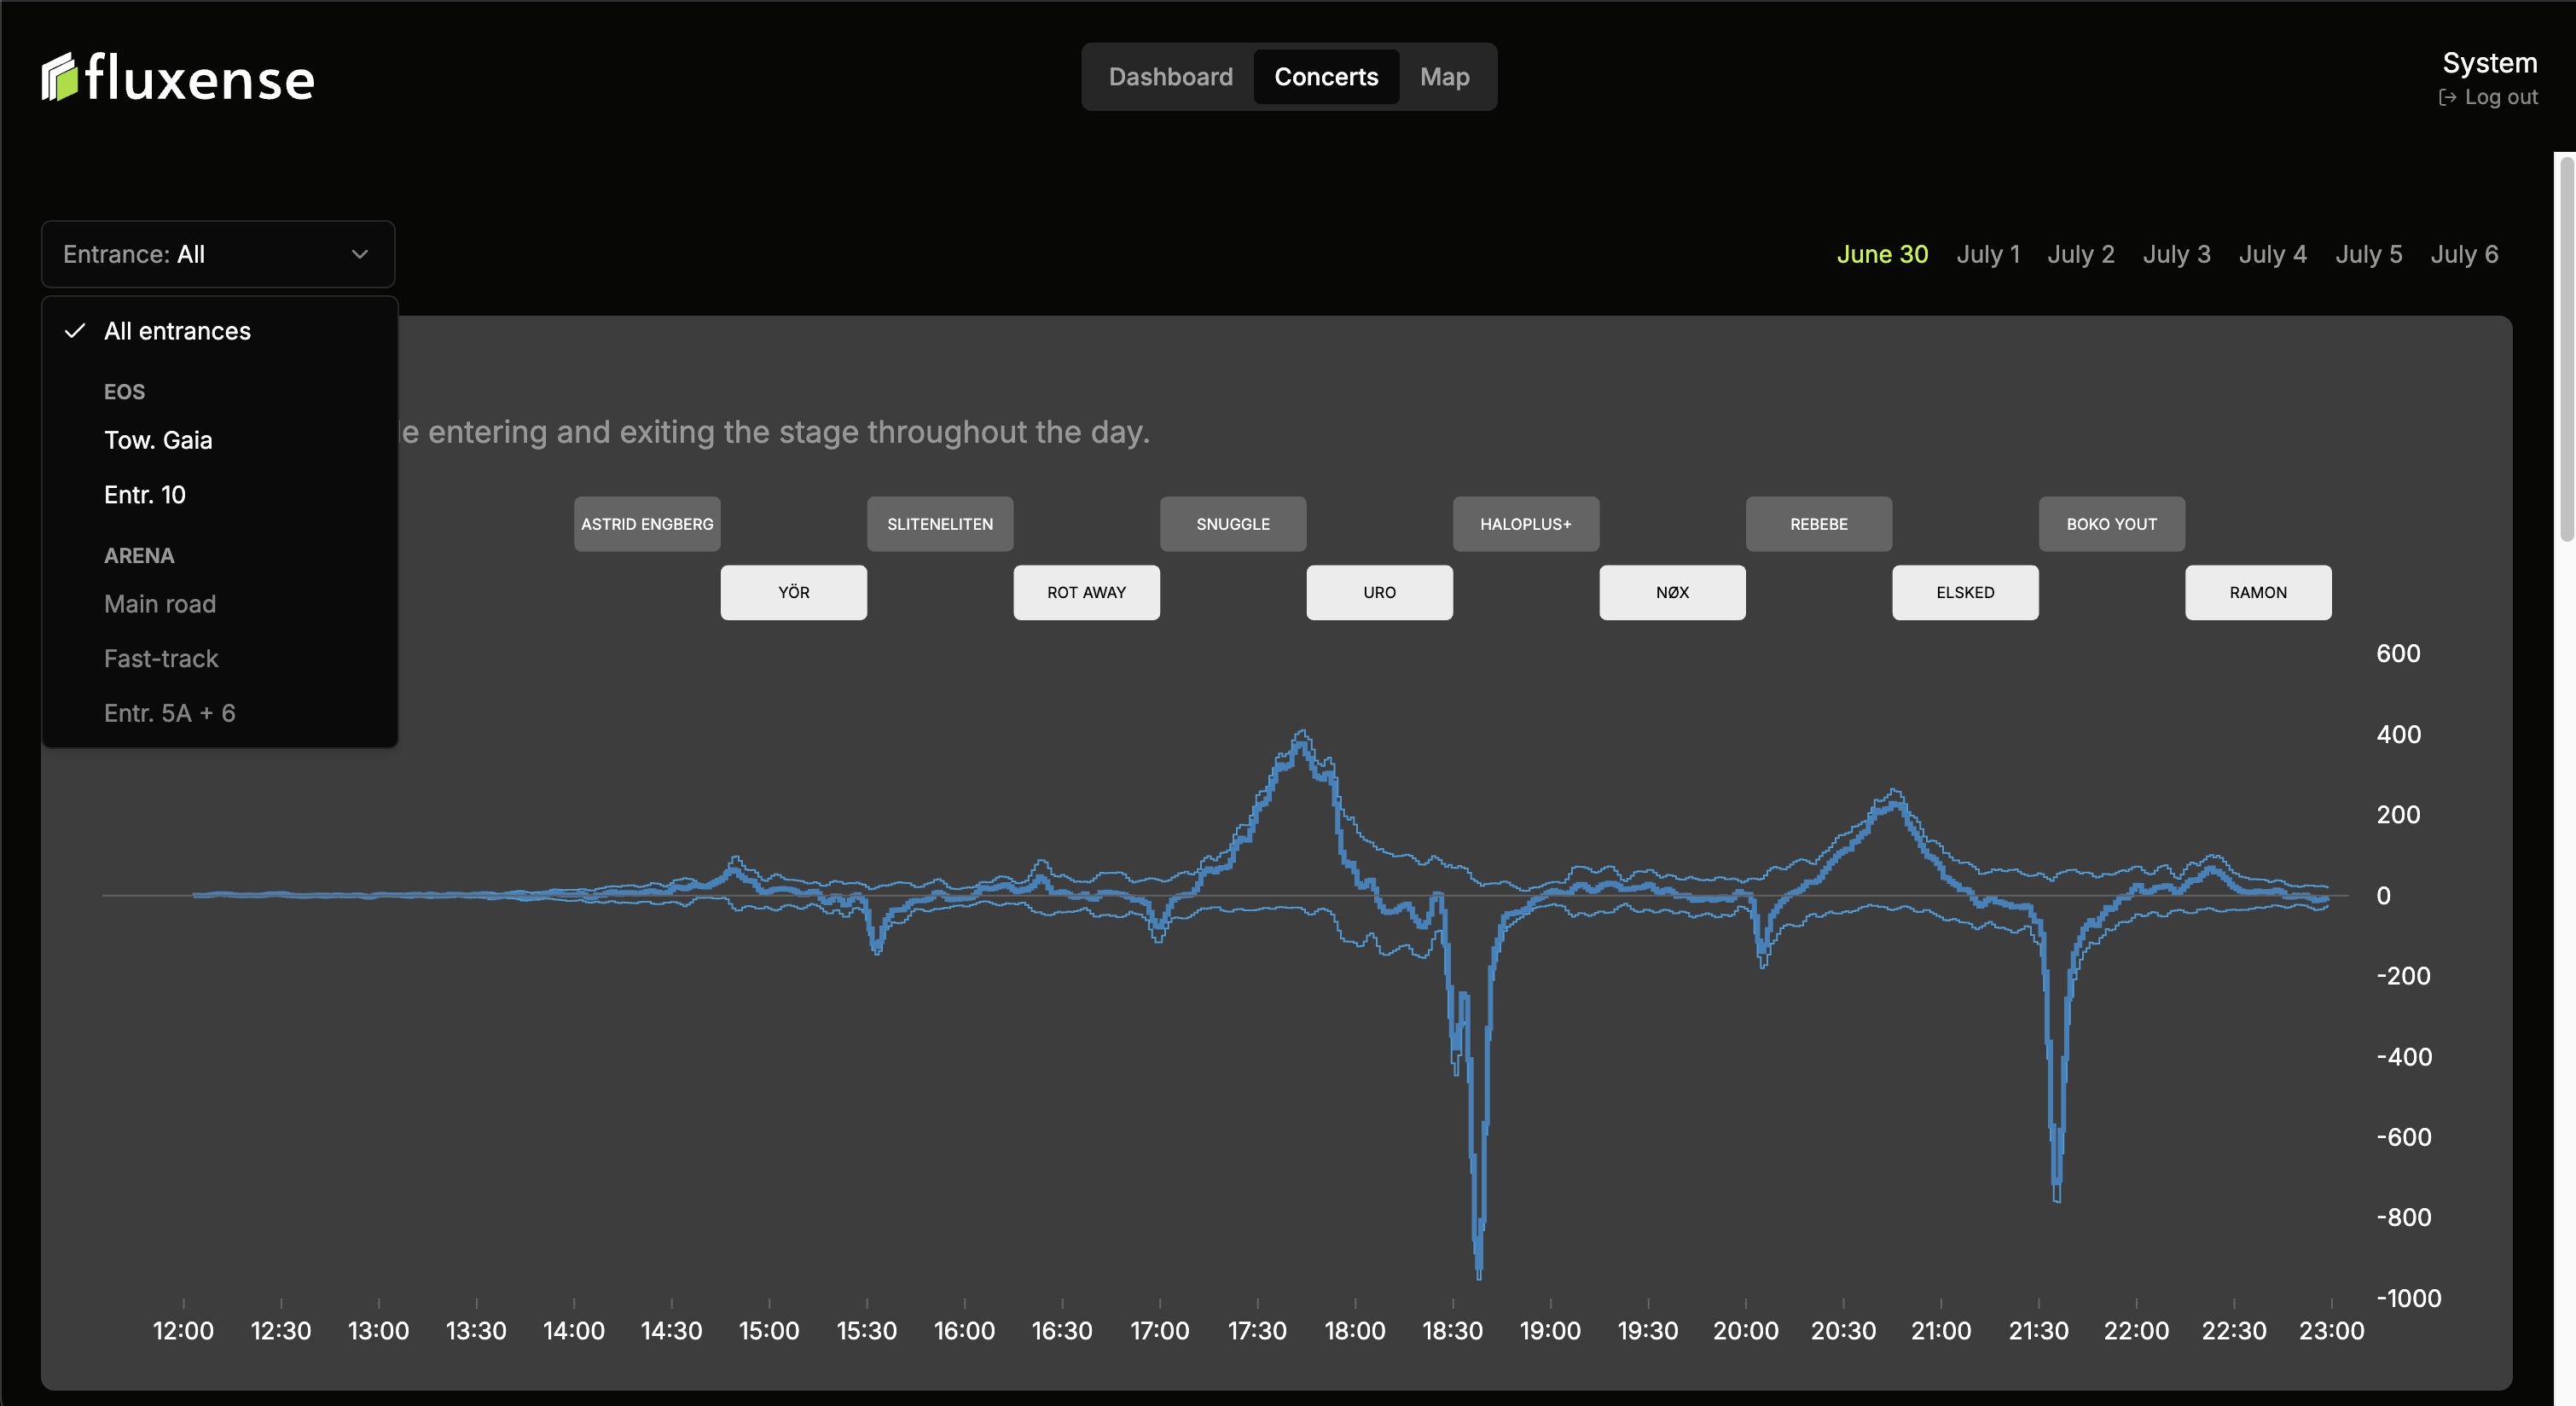 fluxense
Dashboard Concerts Map
System
Log out
Entrance: All
June 30 July 1 July 2 July 3 July 4 July 5 July 6
All entrances
EOS
Tow. Gaia
Entr. 10
ARENA
Main road
Fast-track
Entr. 5A + 6
entering and exiting the stage throughout the day.
ASTRID ENGBERG SLITENELITEN SNUGGLE HALOPLUS+ REBEBE BOKO YOUT
YÖR ROT AWAY URO NØX ELSKED RAMON
600
400
200
0
-200
-400
-600
-800
-1000
12:00 12:30 13:00 13:30 14:00 14:30 15:00 15:30 16:00 16:30 17:00 17:30 18:00 18:30 19:00 19:30 20:00 20:30 21:00 21:30 22:00 22:30 23:00